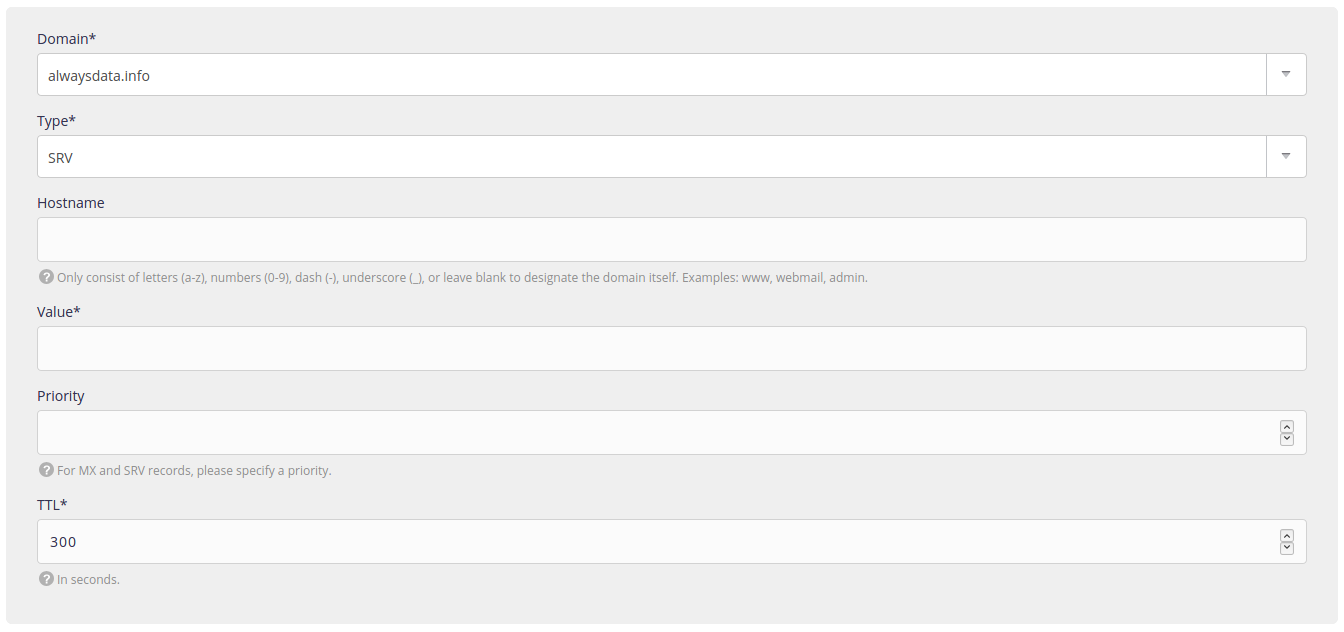 Domain*
alwaysdata.info
Type*
SRV
Hostname
? Only consist of letters (a-z), numbers (0-9), dash (-), underscore (_), or leave blank to designate the domain itself. Examples: www, webmail, admin.
Value*
Priority
? For MX and SRV records, please specify a priority.
TTL*
300
? In seconds.